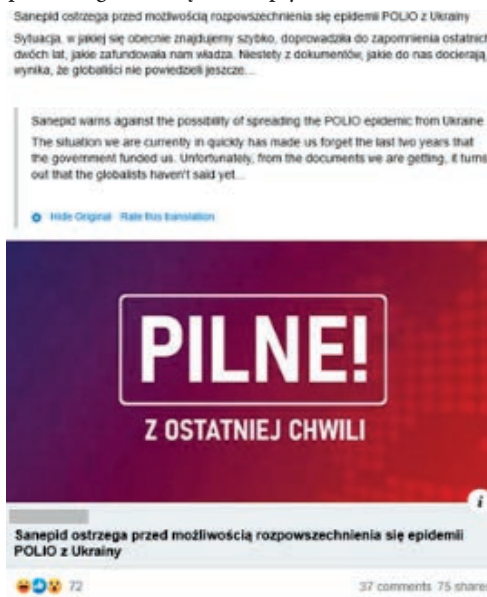 Sanepid ostrzega przed możliwością rozpowszechnienia się epidemii POLIO z Ukrainy
Sytuacja, w jakiej się obecnie znajdujemy szybko, doprowadziła do zapomnienia ostatnich
dwóch lat, jakie zafundowała nam władza. Niestety z dokumentów, jakie do nas docierają,
wynika, że globaliści nie powiedzieli jeszcze...
Sanepid warns against the possibility of spreading the POLIO epidemic from Ukraine
The situation we are currently in quickly has made us forget the last two years that
the government funded us. Unfortunately, from the documents we are getting, it turns
out that the globalists haven't said yet...
Hide Original · Rate this translation
PILNE!
Z OSTATNIEJ CHWILI
i
Sanepid ostrzega przed możliwością rozpowszechnienia się epidemii
POLIO z Ukrainy
72
37 comments 75 shares